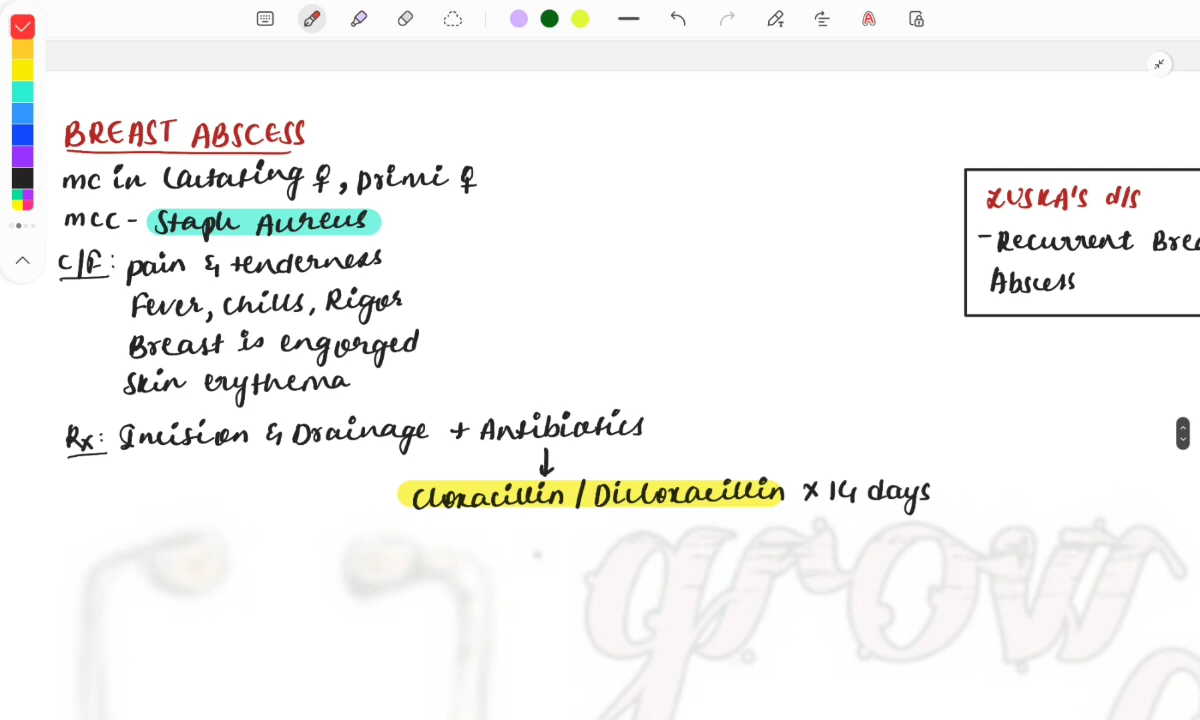 BREAST ABSCESS
mc in Lactating ♀, primi ♀
mcc - Staph Aureus
C/F: pain & tenderness
Fever, chills, Rigor
Breast is engorged
Skin erythema
Rx: Incision & Drainage + Antibiotics
↓
Cloxacillin / Dicloxacillin × 14 days
ZUSKA'S d/s
- Recurrent Brea
Abscess
grow